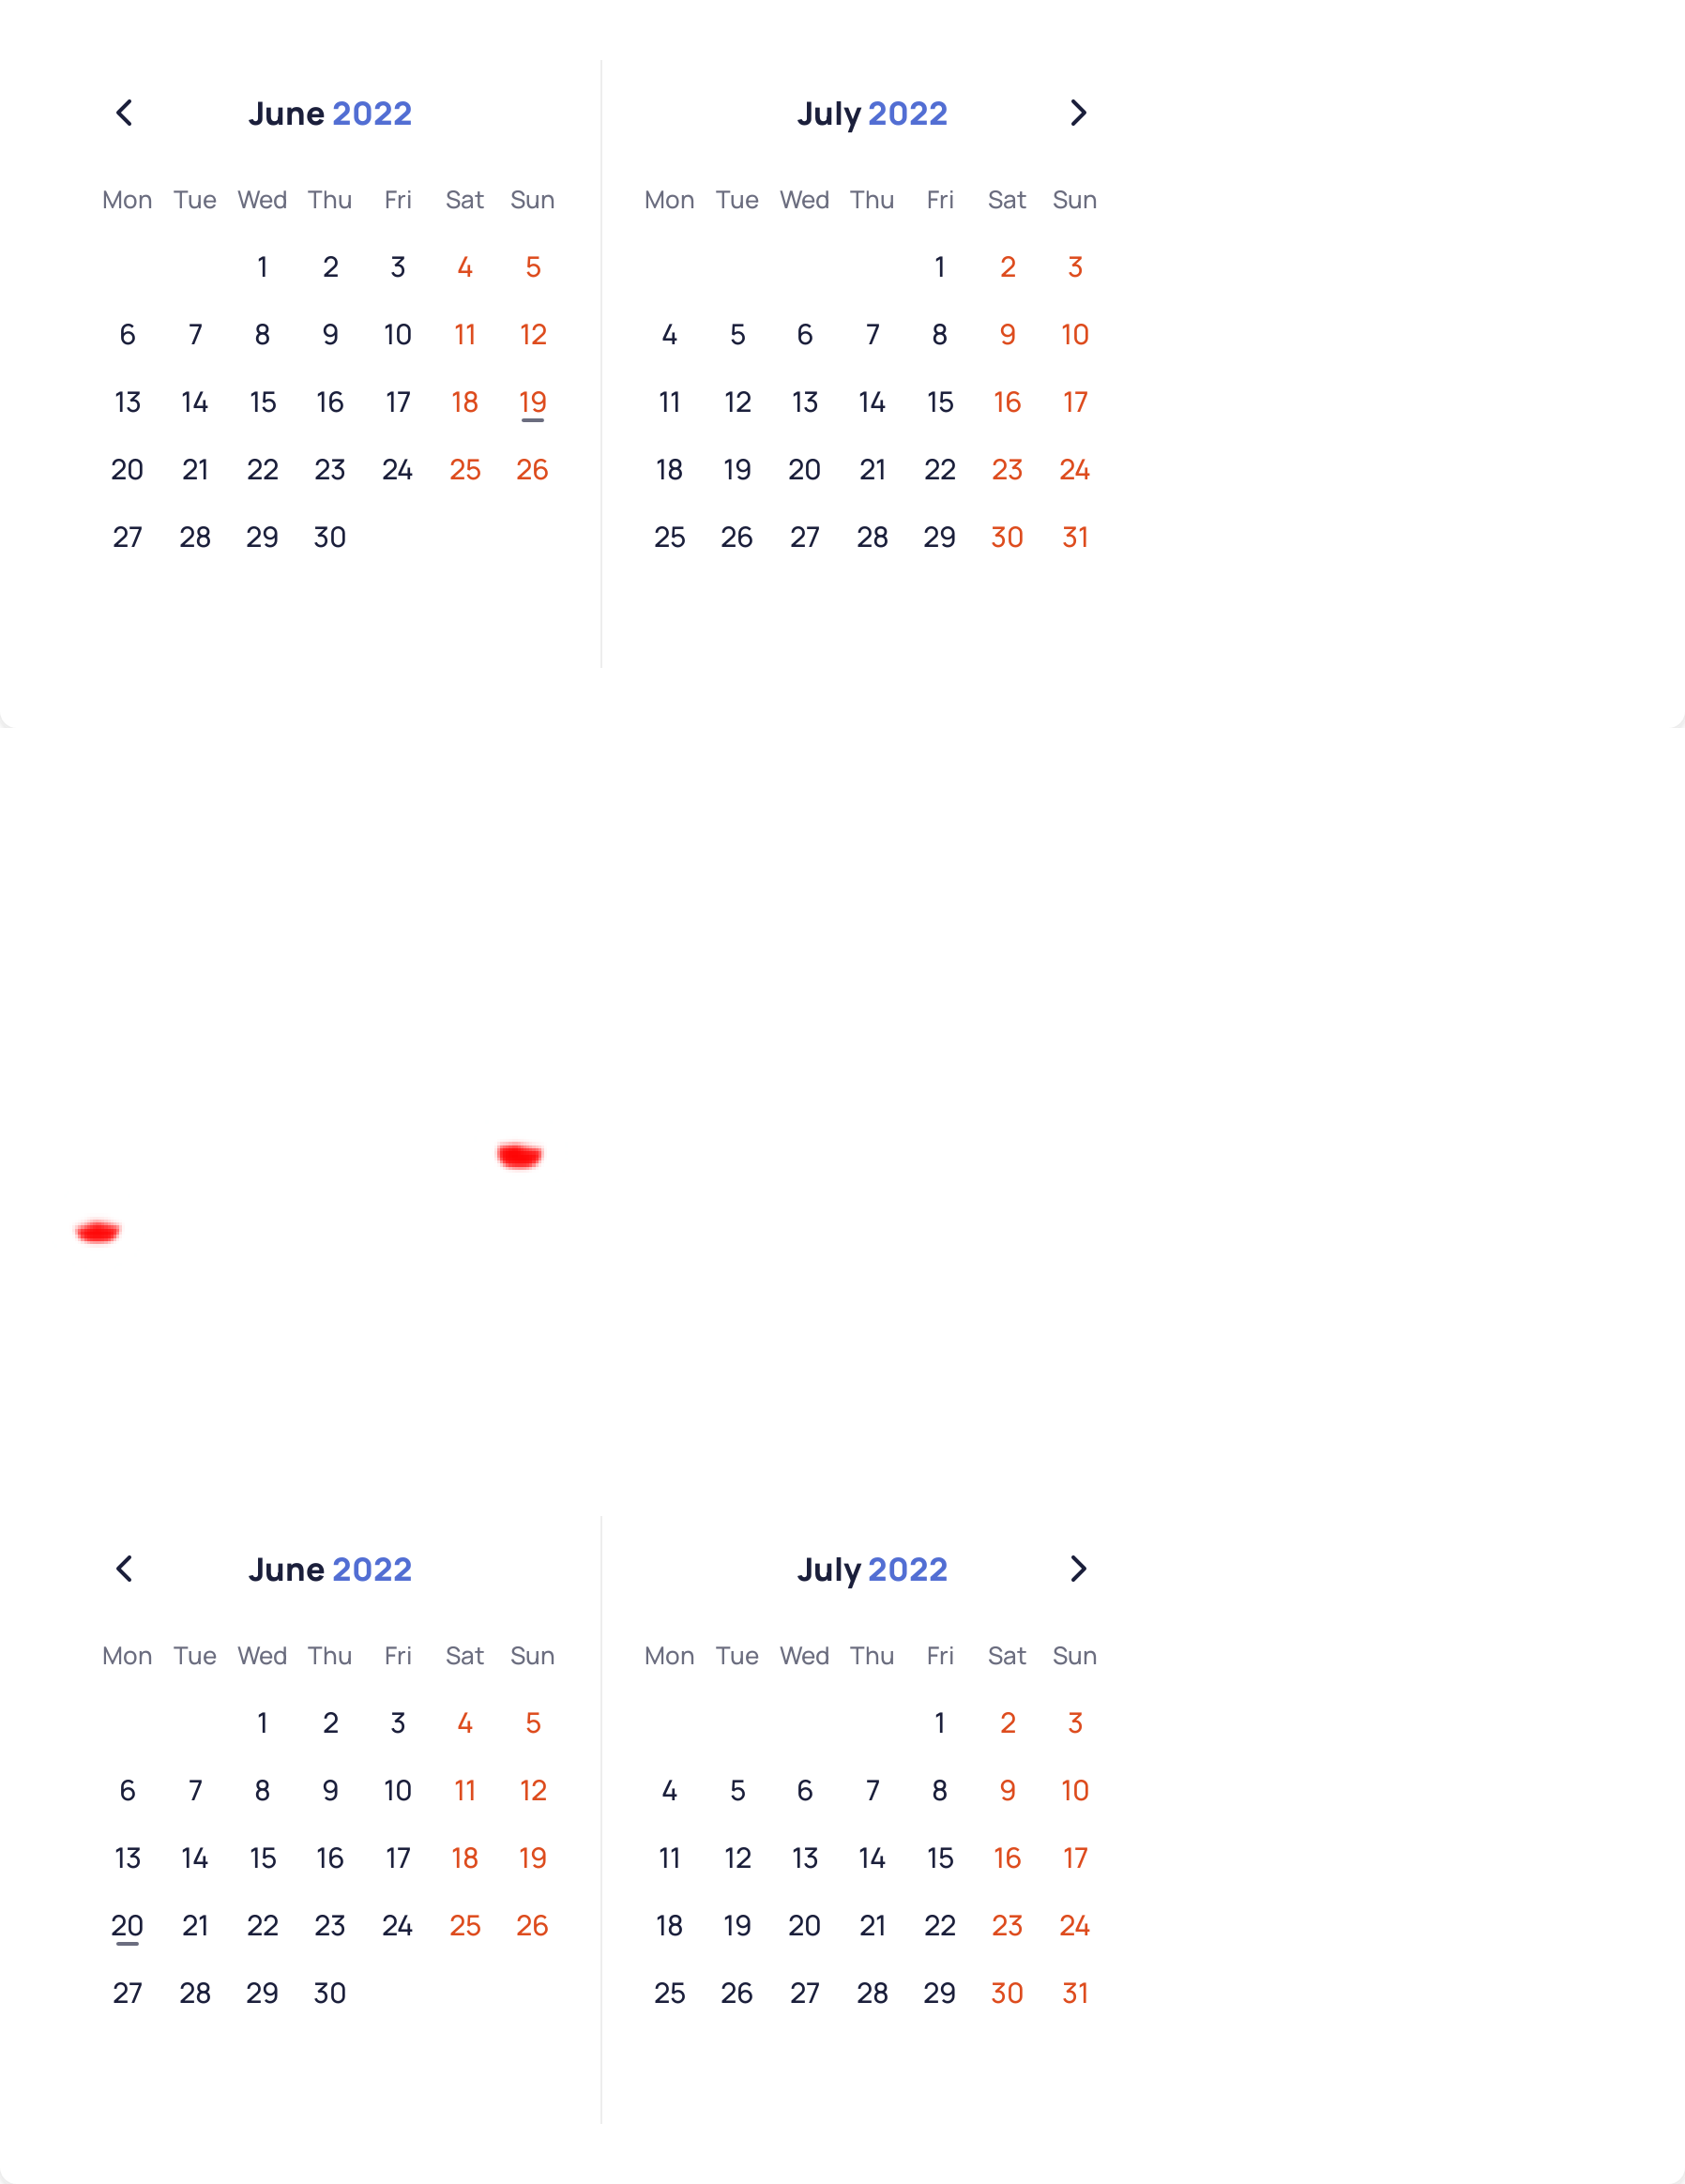 June 2022 July 2022
Mon Tue Wed Thu Fri Sat Sun Mon Tue Wed Thu Fri Sat Sun
1 2 3 4 5 1 2 3
6 7 8 9 10 11 12 4 5 6 7 8 9 10
13 14 15 16 17 18 19 11 12 13 14 15 16 17
20 21 22 23 24 25 26 18 19 20 21 22 23 24
27 28 29 30 25 26 27 28 29 30 31
June 2022 July 2022
Mon Tue Wed Thu Fri Sat Sun Mon Tue Wed Thu Fri Sat Sun
1 2 3 4 5 1 2 3
6 7 8 9 10 11 12 4 5 6 7 8 9 10
13 14 15 16 17 18 19 11 12 13 14 15 16 17
20 21 22 23 24 25 26 18 19 20 21 22 23 24
27 28 29 30 25 26 27 28 29 30 31